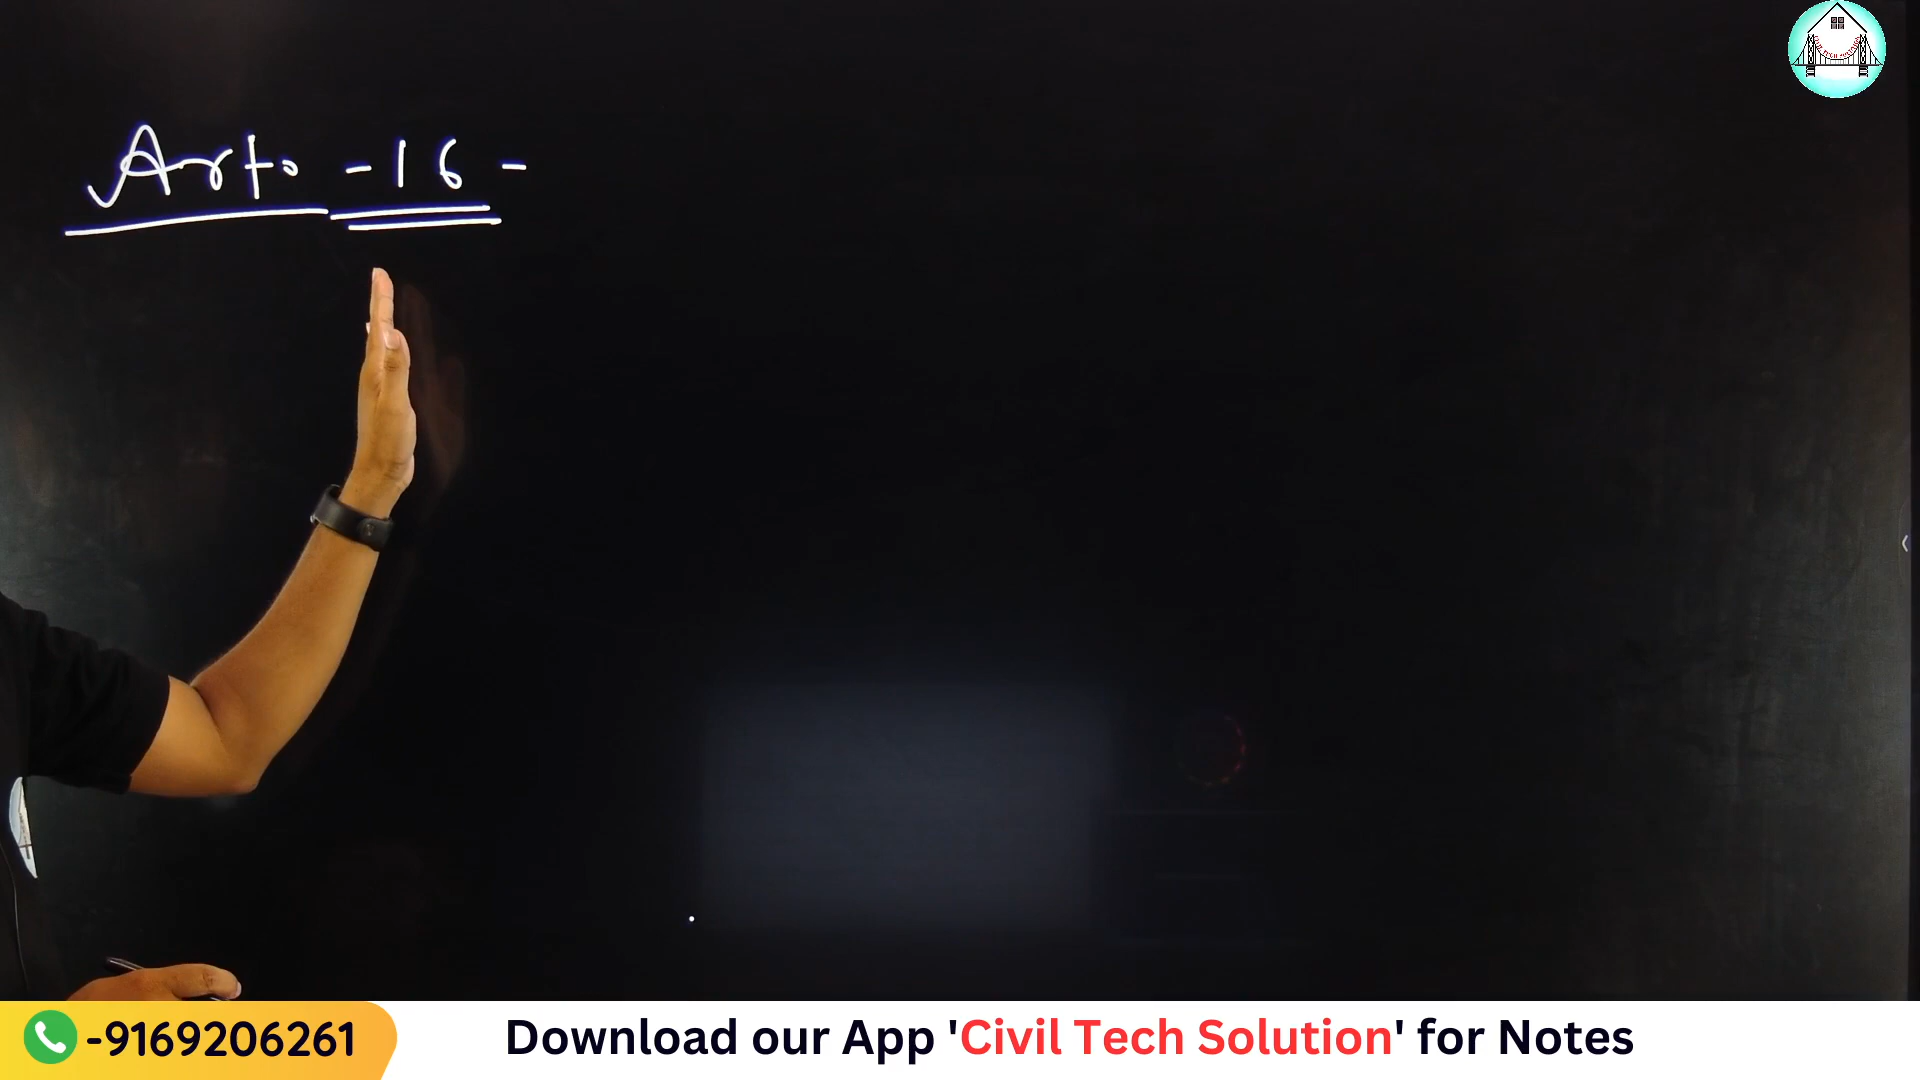 Art. -16-
-9169206261
Download our App 'Civil Tech Solution' for Notes